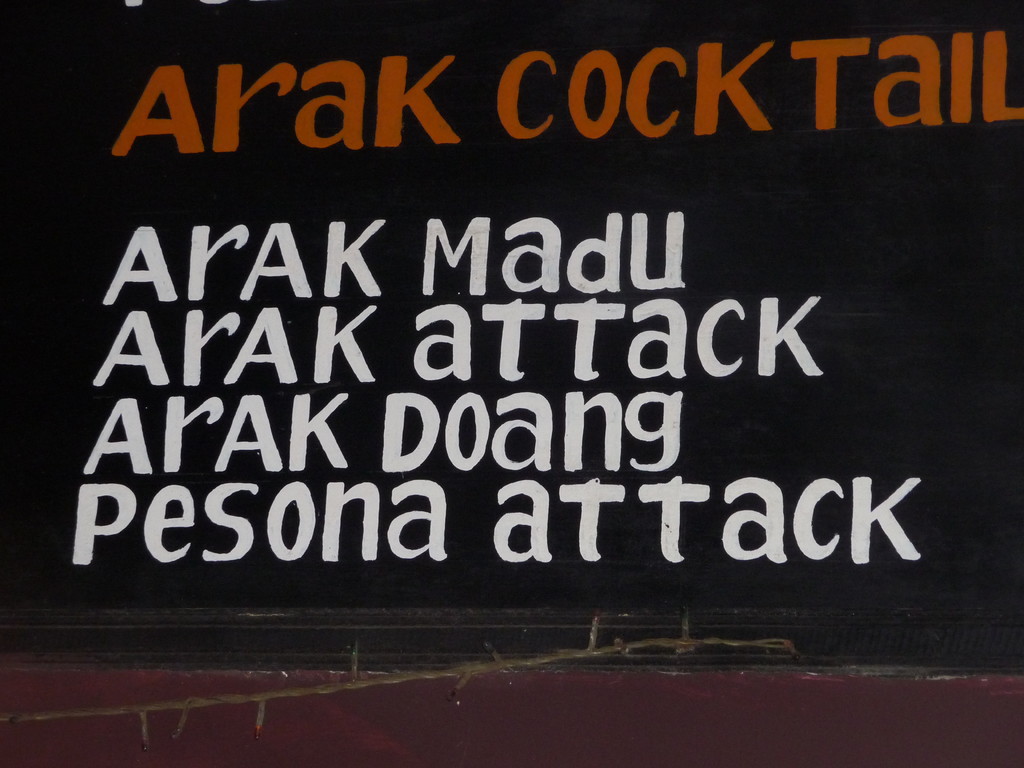 Arak Cocktail
Arak Madu
Arak attack
Arak Doang
Pesona attack